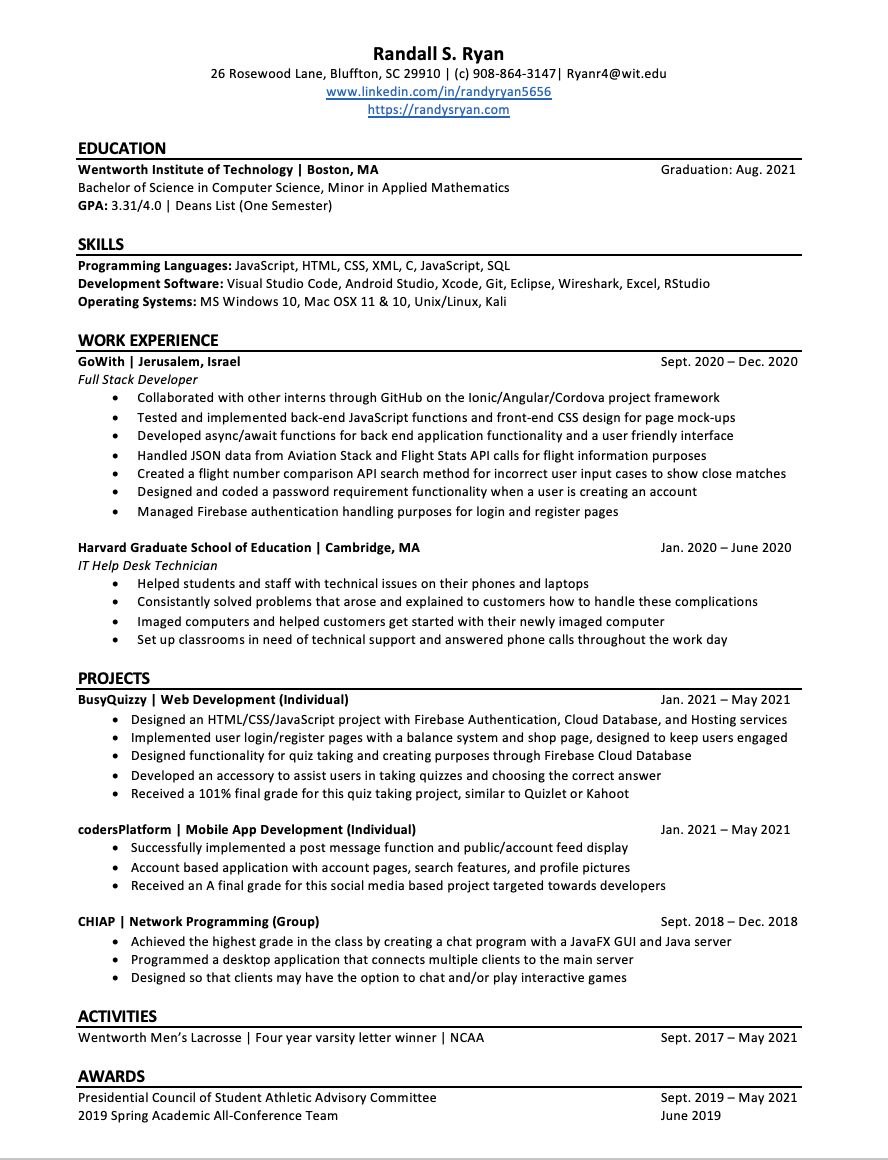 Randall S. Ryan
26 Rosewood Lane, Bluffton, SC 29910 | (c) 908-864-3147| Ryanr4@wit.edu
www.linkedin.com/in/randyryan5656
https://randysryan.com
EDUCATION
Wentworth Institute of Technology | Boston, MA Graduation: Aug. 2021
Bachelor of Science in Computer Science, Minor in Applied Mathematics
GPA: 3.31/4.0 | Deans List (One Semester)
SKILLS
Programming Languages: JavaScript, HTML, CSS, XML, C, JavaScript, SQL
Development Software: Visual Studio Code, Android Studio, Xcode, Git, Eclipse, Wireshark, Excel, RStudio
Operating Systems: MS Windows 10, Mac OSX 11 & 10, Unix/Linux, Kali
WORK EXPERIENCE
GoWith | Jerusalem, Israel Sept. 2020 – Dec. 2020
Full Stack Developer
• Collaborated with other interns through GitHub on the Ionic/Angular/Cordova project framework
• Tested and implemented back-end JavaScript functions and front-end CSS design for page mock-ups
• Developed async/await functions for back end application functionality and a user friendly interface
• Handled JSON data from Aviation Stack and Flight Stats API calls for flight information purposes
• Created a flight number comparison API search method for incorrect user input cases to show close matches
• Designed and coded a password requirement functionality when a user is creating an account
• Managed Firebase authentication handling purposes for login and register pages
Harvard Graduate School of Education | Cambridge, MA Jan. 2020 – June 2020
IT Help Desk Technician
• Helped students and staff with technical issues on their phones and laptops
• Consistantly solved problems that arose and explained to customers how to handle these complications
• Imaged computers and helped customers get started with their newly imaged computer
• Set up classrooms in need of technical support and answered phone calls throughout the work day
PROJECTS
BusyQuizzy | Web Development (Individual) Jan. 2021 – May 2021
• Designed an HTML/CSS/JavaScript project with Firebase Authentication, Cloud Database, and Hosting services
• Implemented user login/register pages with a balance system and shop page, designed to keep users engaged
• Designed functionality for quiz taking and creating purposes through Firebase Cloud Database
• Developed an accessory to assist users in taking quizzes and choosing the correct answer
• Received a 101% final grade for this quiz taking project, similar to Quizlet or Kahoot
codersPlatform | Mobile App Development (Individual) Jan. 2021 – May 2021
• Successfully implemented a post message function and public/account feed display
• Account based application with account pages, search features, and profile pictures
• Received an A final grade for this social media based project targeted towards developers
CHIAP | Network Programming (Group) Sept. 2018 – Dec. 2018
• Achieved the highest grade in the class by creating a chat program with a JavaFX GUI and Java server
• Programmed a desktop application that connects multiple clients to the main server
• Designed so that clients may have the option to chat and/or play interactive games
ACTIVITIES
Wentworth Men’s Lacrosse | Four year varsity letter winner | NCAA Sept. 2017 – May 2021
AWARDS
Presidential Council of Student Athletic Advisory Committee Sept. 2019 – May 2021
2019 Spring Academic All-Conference Team June 2019